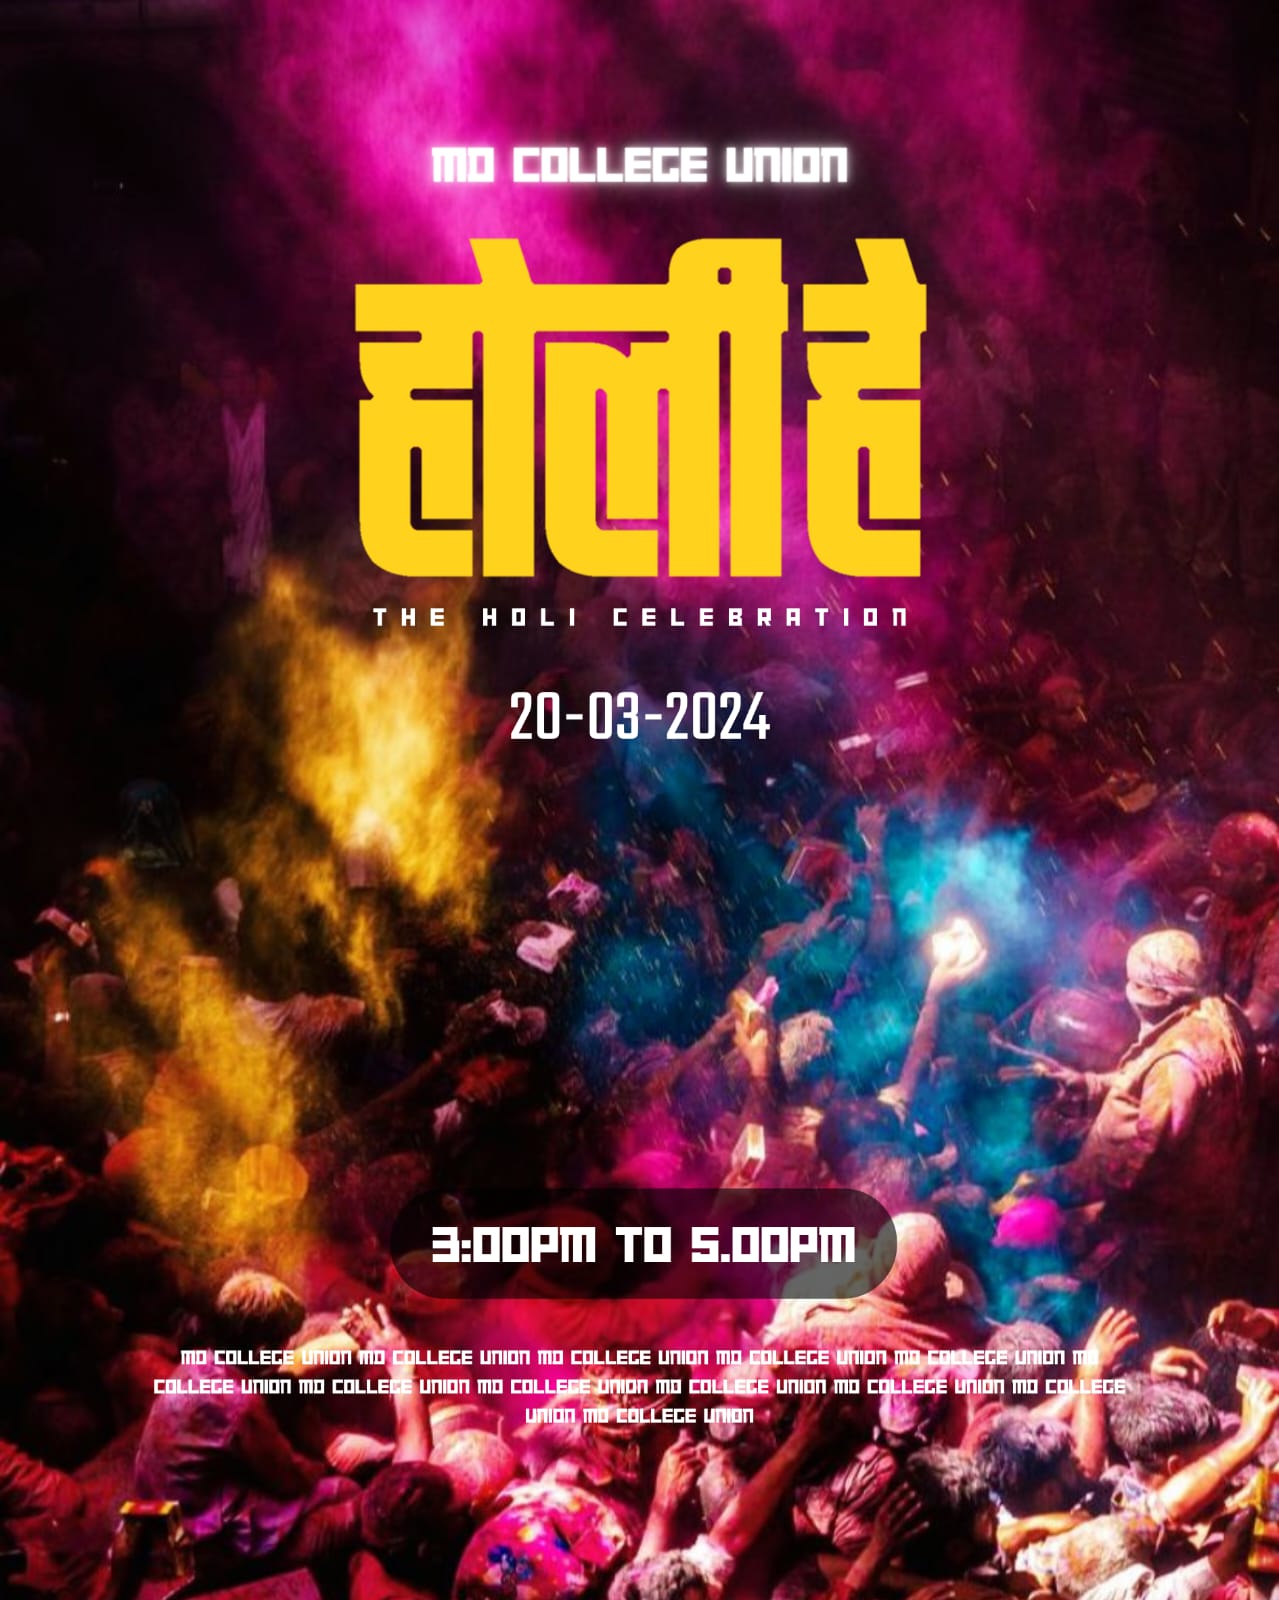 MD COLLEGE UNION
होली हे
THE HOLI CELEBRATION
20-03-2024
3:00PM TO 5.00PM
MD COLLEGE UNION MD COLLEGE UNION MD COLLEGE UNION MD COLLEGE UNION MD COLLEGE UNION MD
COLLEGE UNION MD COLLEGE UNION MD COLLEGE UNION MD COLLEGE UNION MD COLLEGE UNION MD COLLEGE
UNION MD COLLEGE UNION